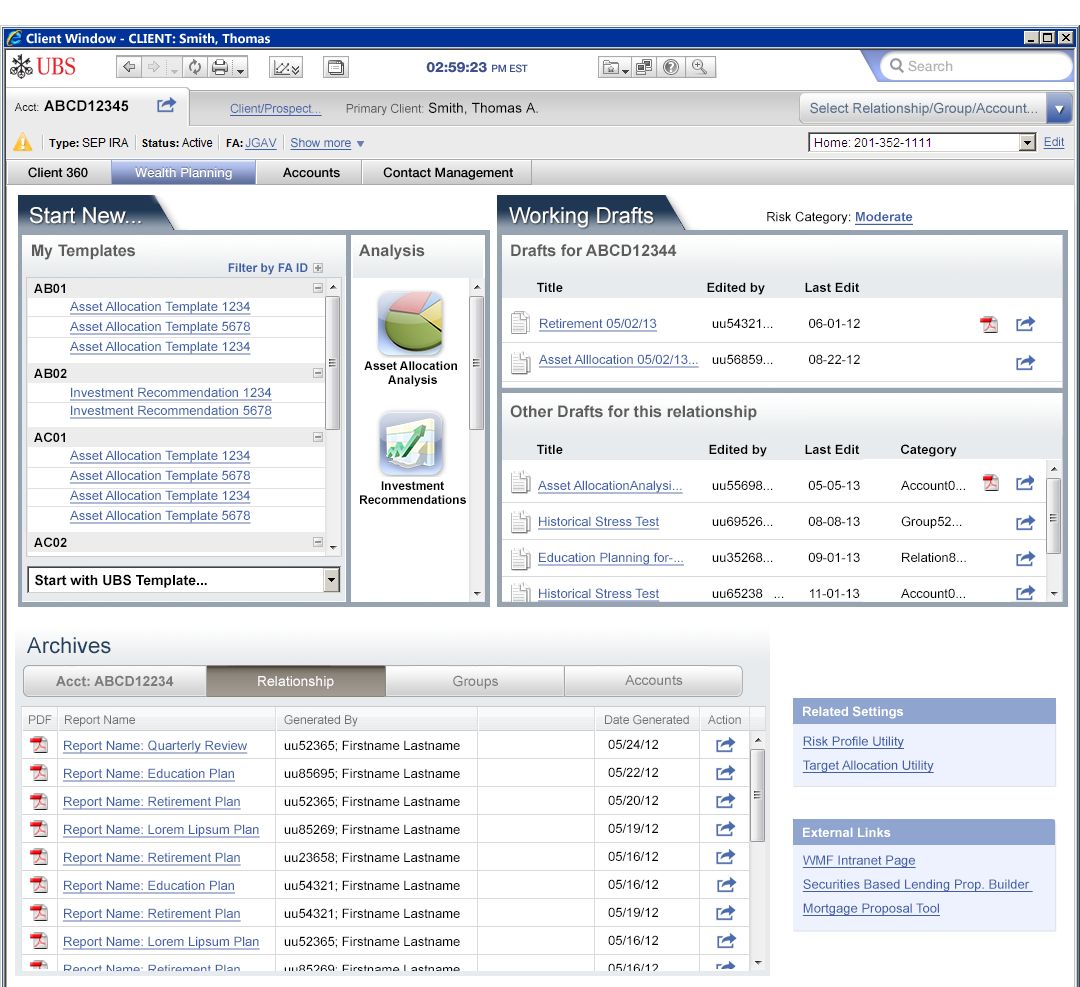 Client Window - CLIENT: Smith, Thomas
UBS
02:59:23 PM EST
Search
Acct: ABCD12345
Client/Prospect...
Primary Client: Smith, Thomas A.
Select Relationship/Group/Account...
Type: SEP IRA
Status: Active
FA: JGAV
Show more
Home: 201-352-1111
Edit
Client 360
Wealth Planning
Accounts
Contact Management
Start New...
My Templates
Filter by FA ID
AB01
Asset Allocation Template 1234
Asset Allocation Template 5678
Asset Allocation Template 1234
AB02
Investment Recommendation 1234
Investment Recommendation 5678
AC01
Asset Allocation Template 1234
Asset Allocation Template 5678
Asset Allocation Template 1234
Asset Allocation Template 5678
AC02
Start with UBS Template...
Analysis
Asset Allocation
Analysis
Investment
Recommendations
Working Drafts
Risk Category: Moderate
Drafts for ABCD12344
Title Edited by Last Edit
Retirement 05/02/13 uu54321... 06-01-12
Asset Alllocation 05/02/13... uu56859... 08-22-12
Other Drafts for this relationship
Title Edited by Last Edit Category
Asset AllocationAnalysi... uu55698... 05-05-13 Account0...
Historical Stress Test uu69526... 08-08-13 Group52...
Education Planning for-... uu35268... 09-01-13 Relation8...
Historical Stress Test uu65238 ... 11-01-13 Account0...
Archives
Acct: ABCD12234
Relationship
Groups
Accounts
PDF Report Name Generated By Date Generated Action
Report Name: Quarterly Review uu52365; Firstname Lastname 05/24/12
Report Name: Education Plan uu85695; Firstname Lastname 05/22/12
Report Name: Retirement Plan uu52365; Firstname Lastname 05/20/12
Report Name: Lorem Lipsum Plan uu85269; Firstname Lastname 05/19/12
Report Name: Retirement Plan uu23658; Firstname Lastname 05/16/12
Report Name: Education Plan uu54321; Firstname Lastname 05/16/12
Report Name: Retirement Plan uu54321; Firstname Lastname 05/19/12
Report Name: Lorem Lipsum Plan uu52365; Firstname Lastname 05/16/12
Report Name: Retirement Plan uu85269; Firstname Lastname 05/16/12
Related Settings
Risk Profile Utility
Target Allocation Utility
External Links
WMF Intranet Page
Securities Based Lending Prop. Builder
Mortgage Proposal Tool